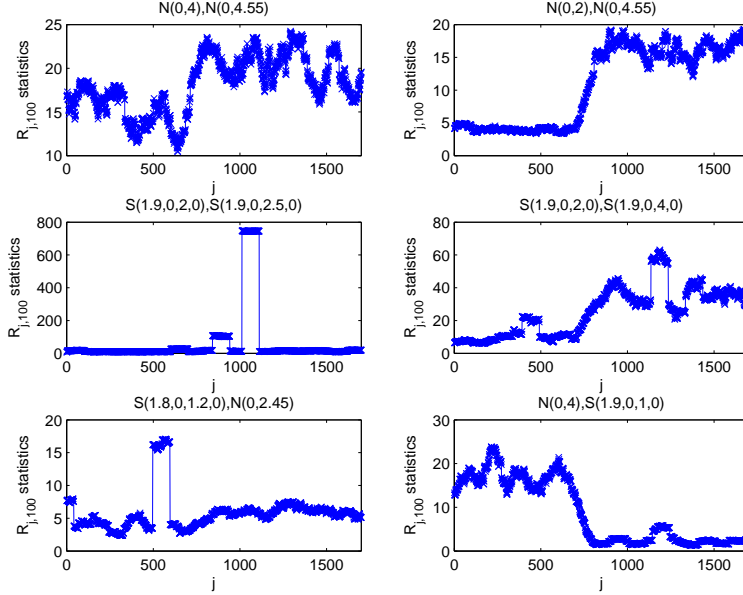 N(0,4),N(0,4.55)
25
20
15
10
R_{j,100} statistics
0 500 1000 1500
j
N(0,2),N(0,4.55)
20
15
10
5
0
R_{j,100} statistics
0 500 1000 1500
j
S(1.9,0,2,0),S(1.9,0,2.5,0)
800
600
400
200
0
R_{j,100} statistics
0 500 1000 1500
j
S(1.9,0,2,0),S(1.9,0,4,0)
80
60
40
20
0
R_{j,100} statistics
0 500 1000 1500
j
S(1.8,0,1.2,0),N(0,2.45)
20
15
10
5
0
R_{j,100} statistics
0 500 1000 1500
j
N(0,4),S(1.9,0,1,0)
30
20
10
0
R_{j,100} statistics
0 500 1000 1500
j